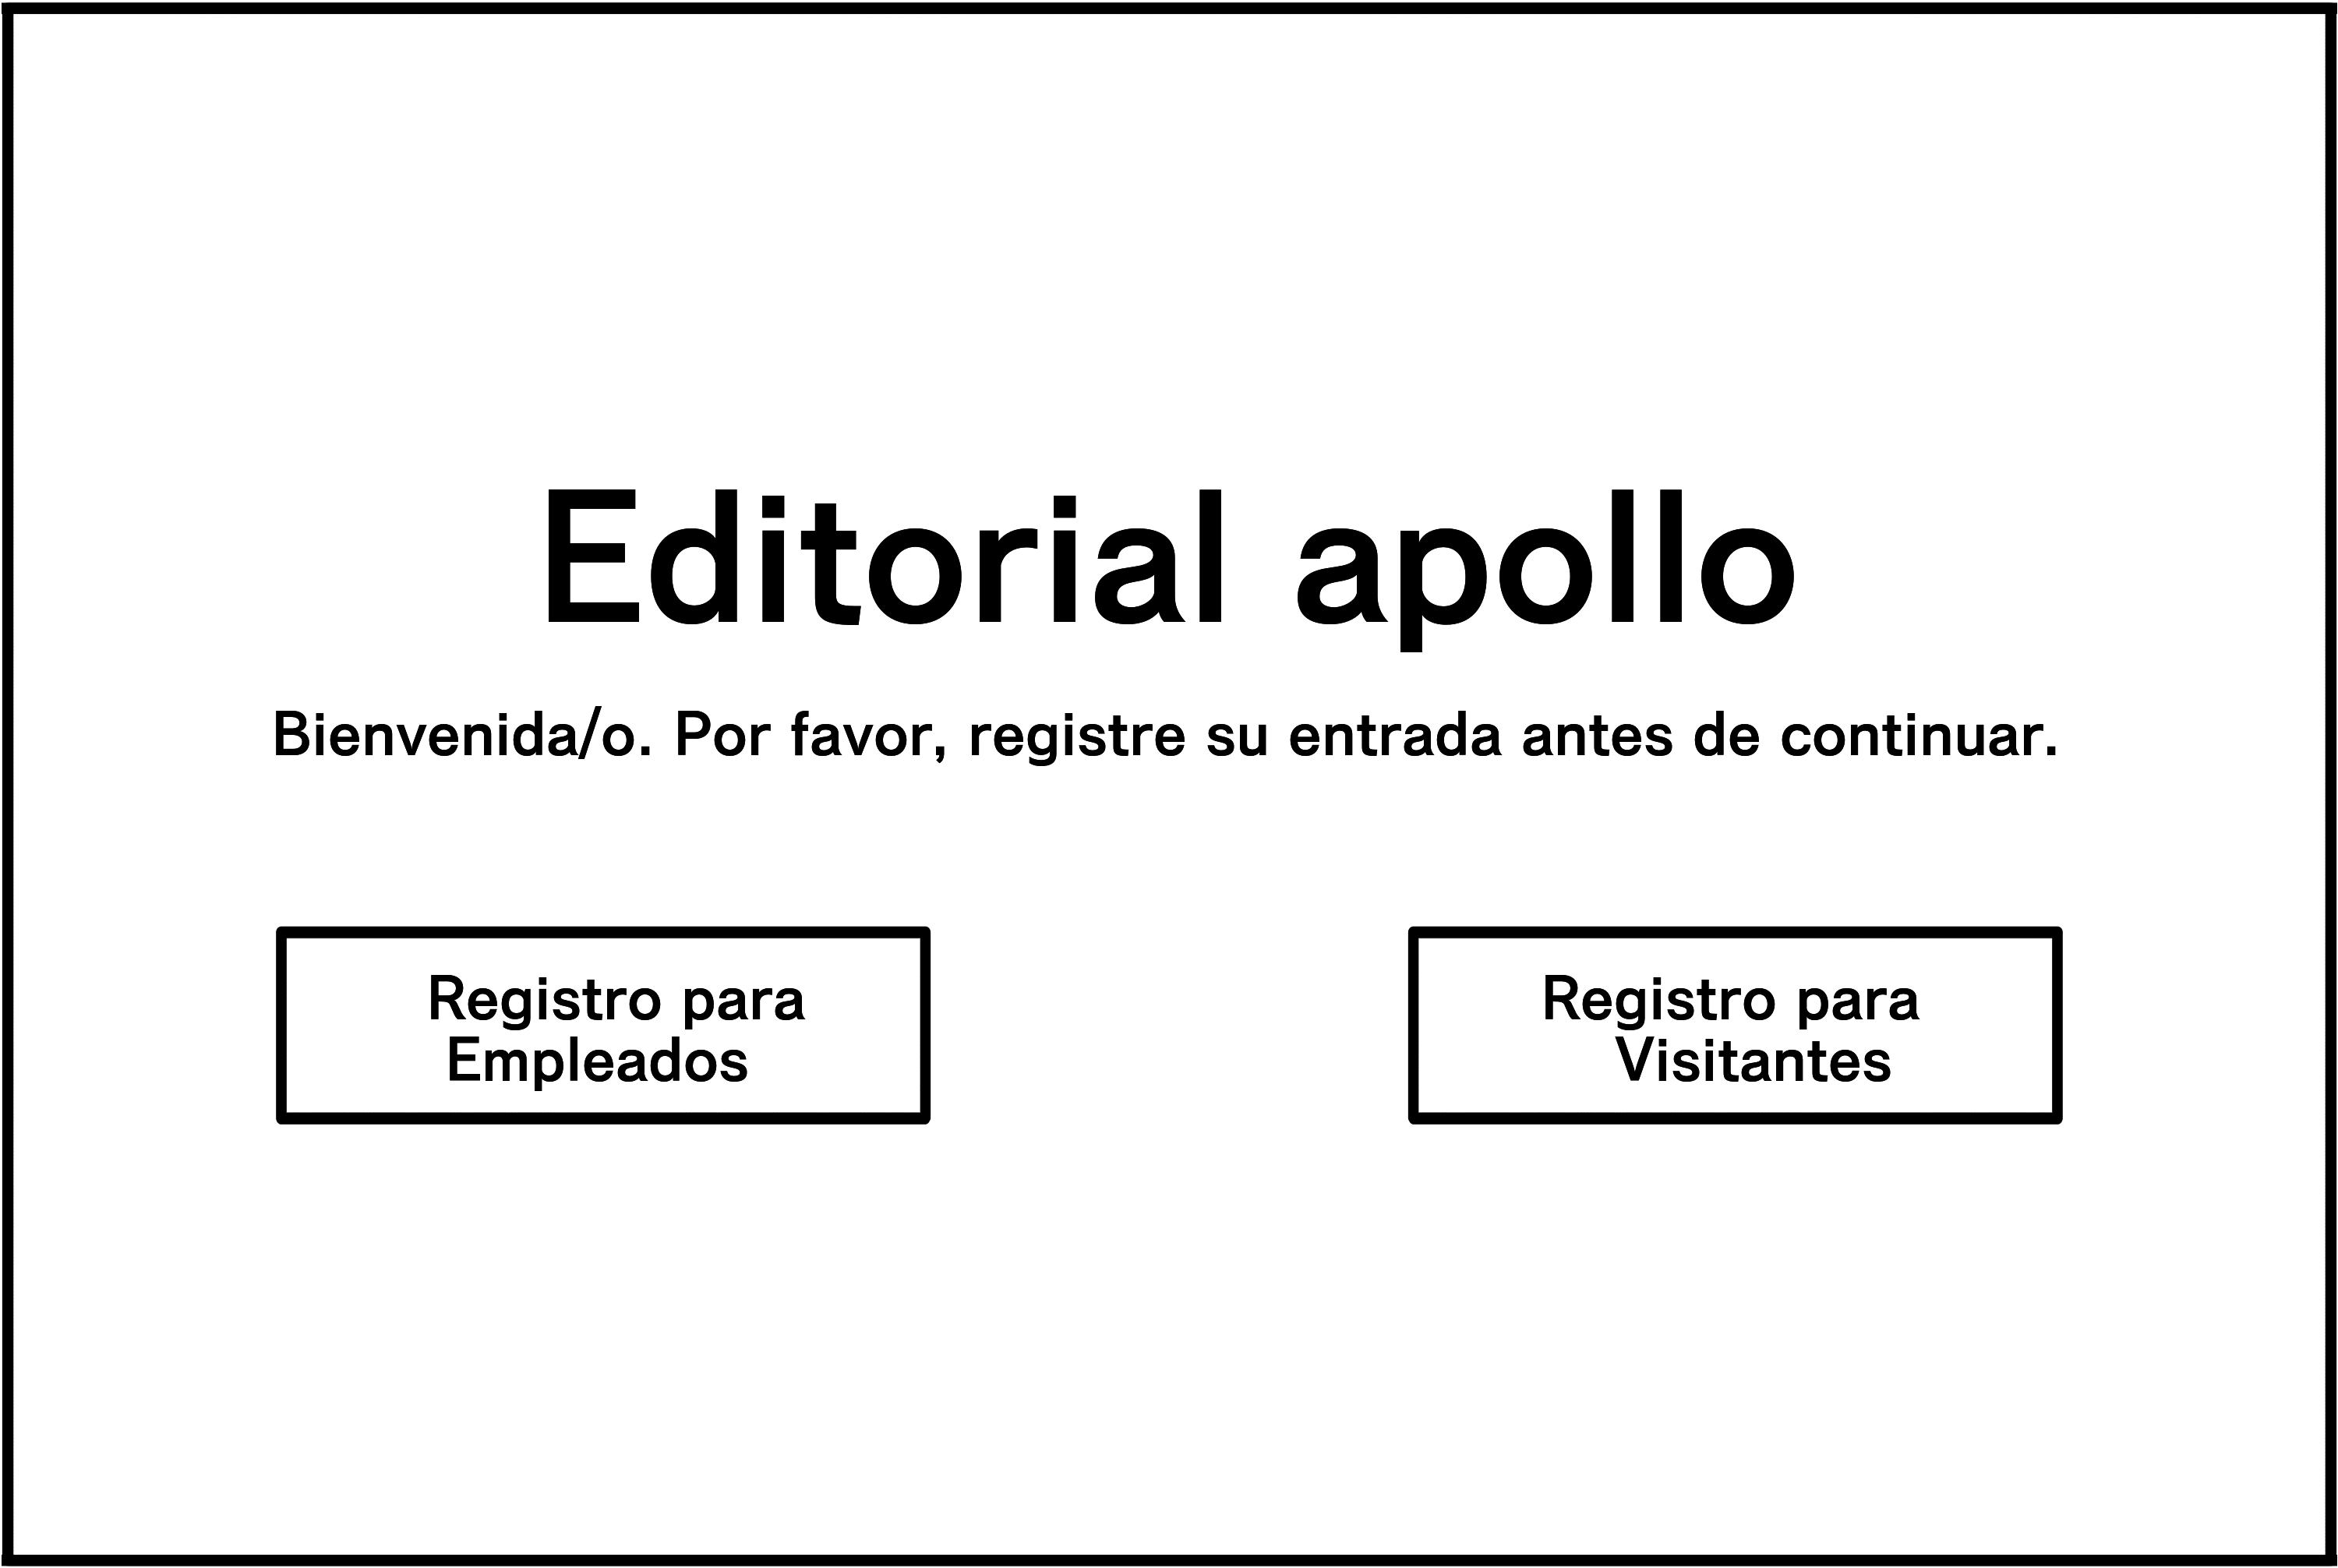 Editorial apollo
Bienvenida/o. Por favor, registre su entrada antes de continuar.
Registro para
Empleados
Registro para
Visitantes